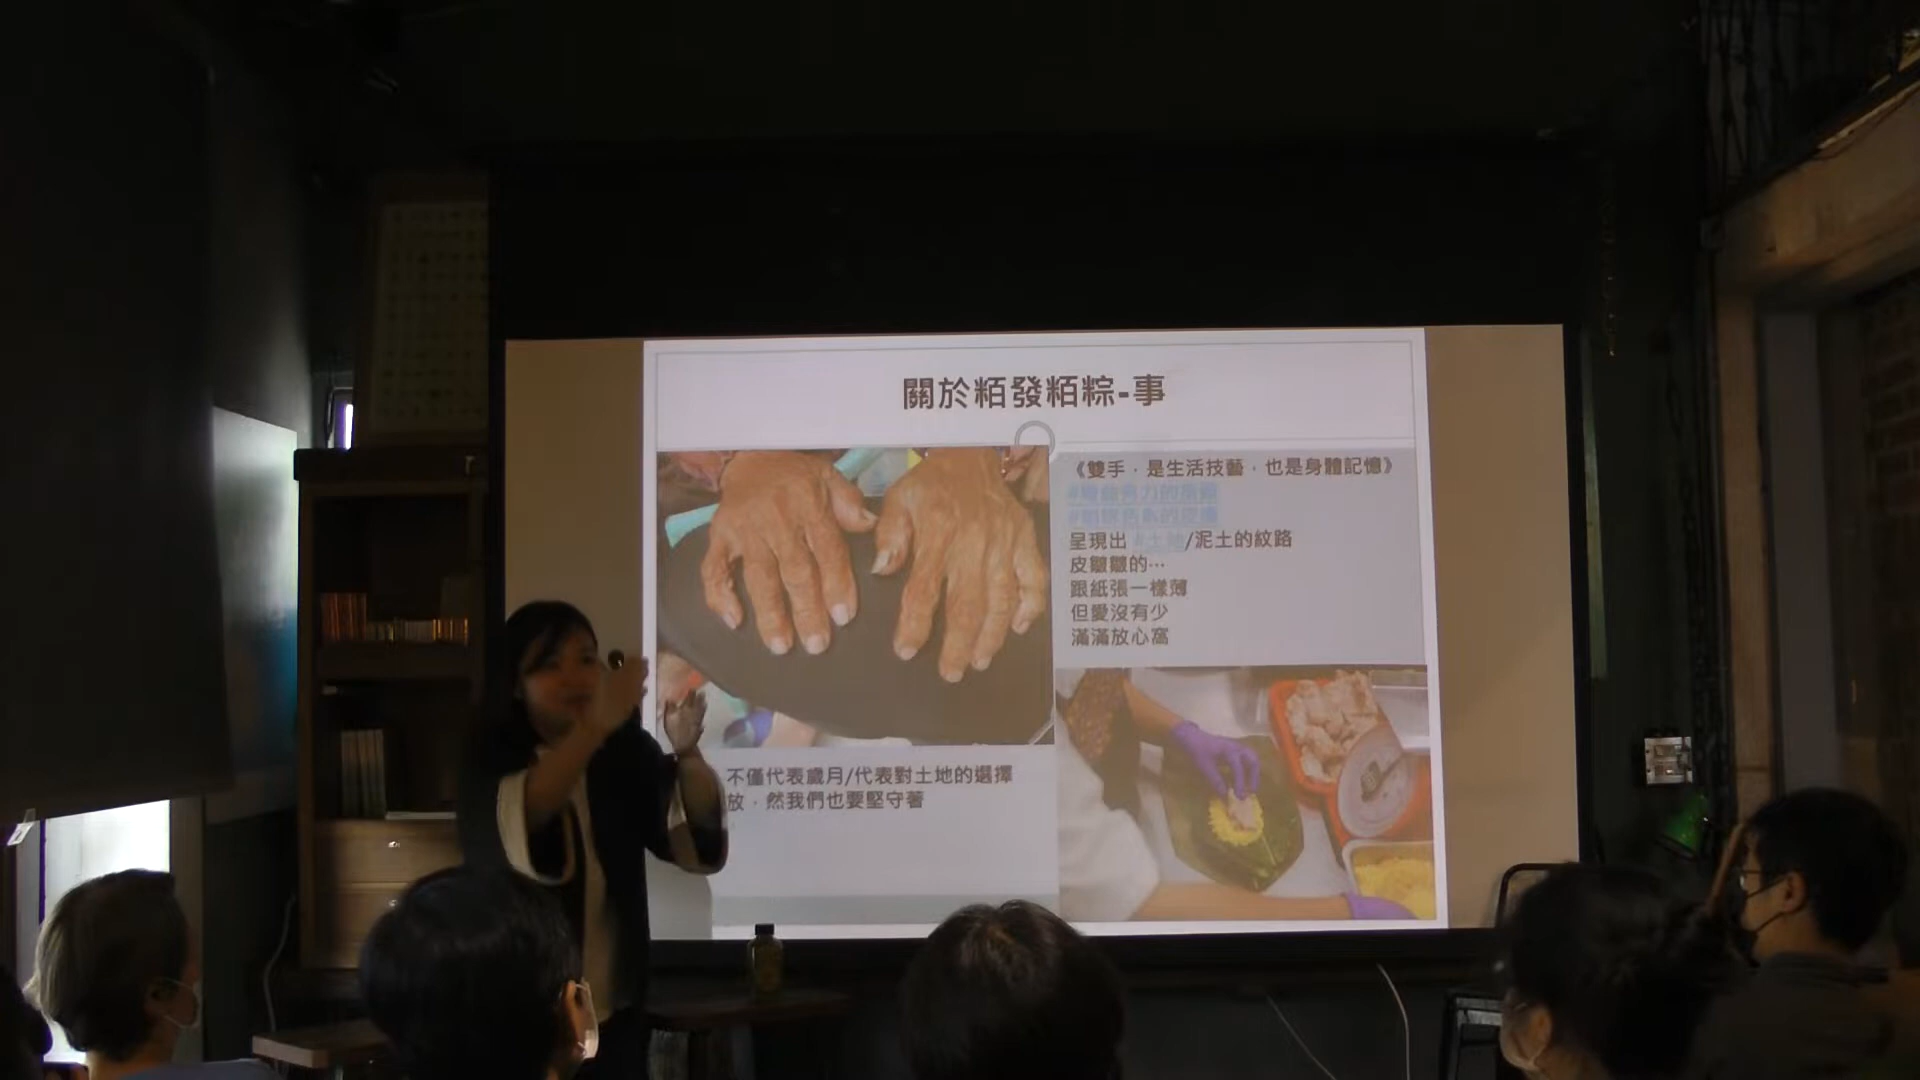 關於粨發粨粽-事
《雙手，是生活技藝，也是身體記憶》
呈現出 #土地/泥土的紋路
皮皺皺的…
跟紙張一樣薄
但愛沒有少
滿滿放心窩
不僅代表歲月/代表對土地的選擇
放，然我們也要堅守著